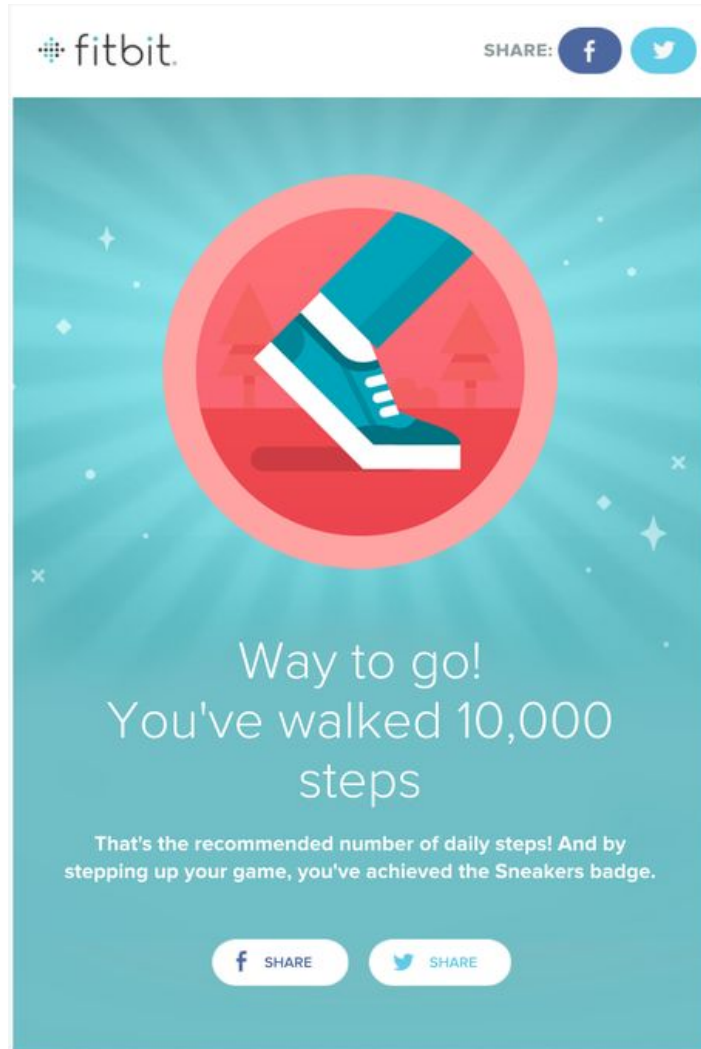 fitbit.
SHARE:
Way to go!
You've walked 10,000
steps
That's the recommended number of daily steps! And by
stepping up your game, you've achieved the Sneakers badge.
SHARE
SHARE